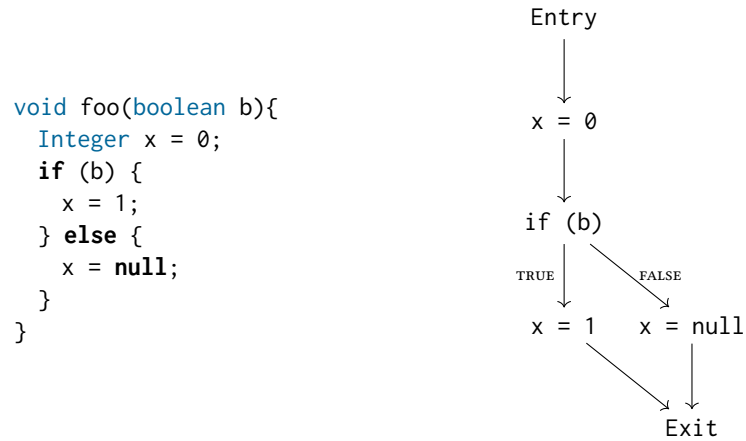 void foo(boolean b){
Integer x = 0;
if (b) {
x = 1;
} else {
x = null;
}
}
Entry
x = 0
if (b)
TRUE
FALSE
x = 1
x = null
Exit